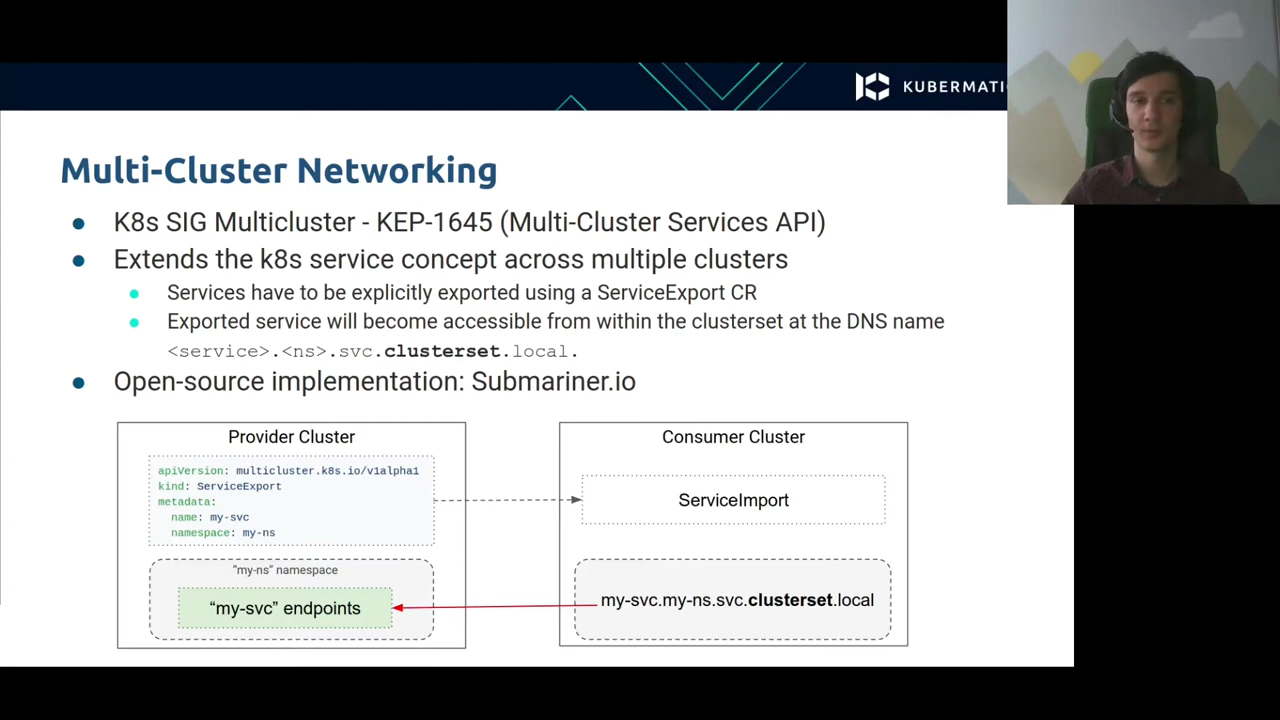 KUBERMATI
Multi-Cluster Networking
● K8s SIG Multicluster - KEP-1645 (Multi-Cluster Services API)
● Extends the k8s service concept across multiple clusters
● Services have to be explicitly exported using a ServiceExport CR
● Exported service will become accessible from within the clusterset at the DNS name
<service>.<ns>.svc.clusterset.local.
● Open-source implementation: Submariner.io
Provider Cluster
apiVersion: multicluster.k8s.io/v1alpha1
kind: ServiceExport
metadata:
name: my-svc
namespace: my-ns
"my-ns" namespace
"my-svc" endpoints
Consumer Cluster
ServiceImport
my-svc.my-ns.svc.clusterset.local